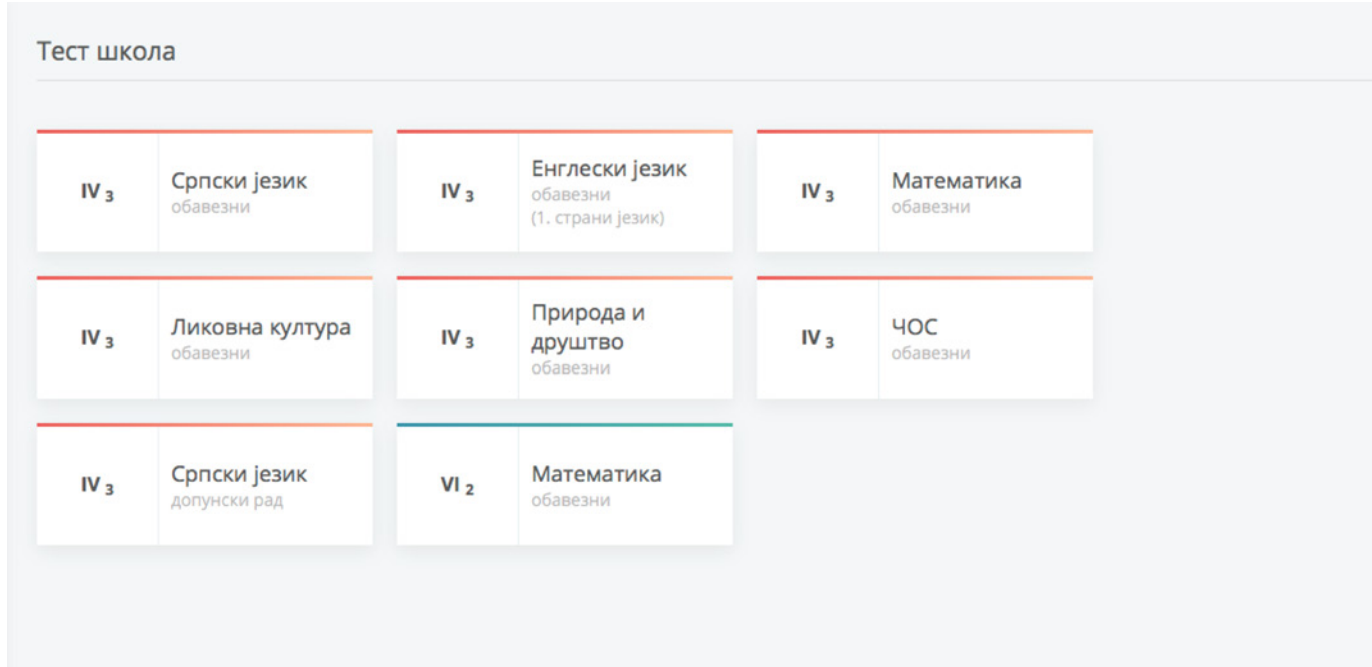 Тест школа
IV 3
Српски језик
обавезни
IV 3
Енглески језик
обавезни
(1. страни језик)
IV 3
Математика
обавезни
IV 3
Ликовна култура
обавезни
IV 3
Природа и
друштво
обавезни
IV 3
ЧОС
обавезни
IV 3
Српски језик
допунски рад
VI 2
Математика
обавезни